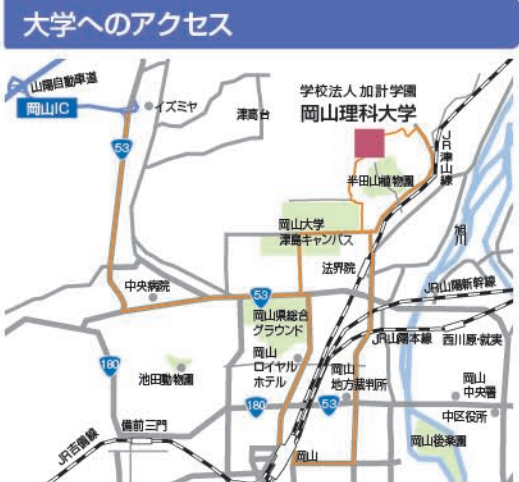 大学へのアクセス
山陽自動車道
岡山IC
イズミヤ
津高台
学校法人加計学園
岡山理科大学
53
JR津山線
半田山植物園
岡山大学
津島キャンパス
旭川
法界院
中央病院
53
岡山県総合
グラウンド
JR山陽新幹線
JR山陽本線
西川原・就実
180
池田動物園
岡山
ロイヤル
ホテル
岡山
地方裁判所
岡山
中央署
180
53
中区役所
備前三門
JR吉備線
岡山
岡山後楽園